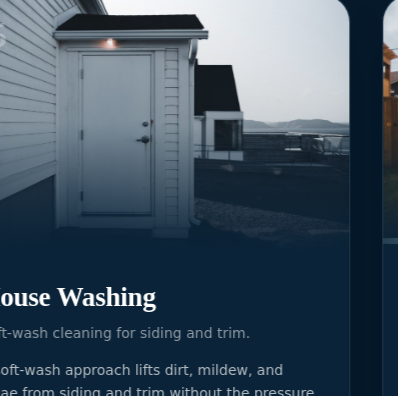 ouse Washing
ft-wash cleaning for siding and trim.
oft-wash approach lifts dirt, mildew, and
ae from siding and trim without the pressure